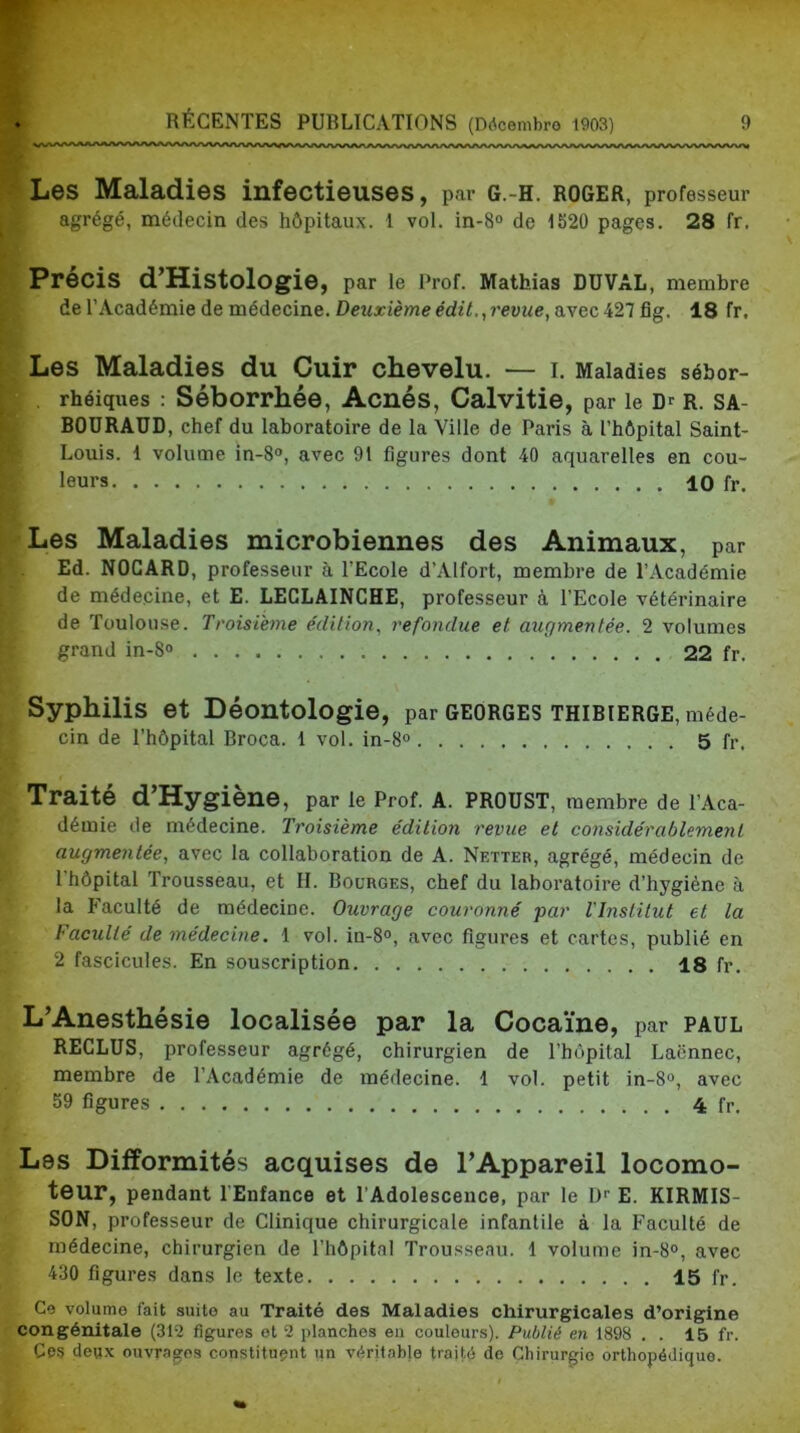 RÉCENTES PUBLICATIONS (Décembre 1903) 9
Les Maladies infectieuses, par G.-H. ROGER, professeur
agrégé, médecin des hôpitaux. 1 vol. in-8° de 1520 pages. 28 fr.
Précis d'Histologie, par le Prof. Mathias DUVAL, membre
de l'Académie de médecine. Deuxième édit., revue, avec 427 fig. 18 fr.
Les Maladies du Cuir chevelu. — I. Maladies sébor-
rhéiques : Séborrhée, Acnés, Calvitie, par le Dr R. SA-
BOURAUD, chef du laboratoire de la Ville de Paris à l'hôpital Saint-
Louis. 1 volume in-8°, avec 91 figures dont 40 aquarelles en cou-
leurs. . . . . . . . . . . . . . . . . . . . . . . . 10 fr.
Les Maladies microbiennes des Animaux, par
Ed. NOCARD, professeur à l'Ecole d'Alfort, membre de l'Académie
de médecine, et E. LECLAINCHE, professeur à l'Ecole vétérinaire
de Toulouse. Troisième édition, refondue et augmentée. 2 volumes
grand in-8° . . . . . . . . . . . . . . . . . . . . . 22 fr.
Syphilis et Déontologie, par GEORGES THIBIERGE, méde-
cin de l'hôpital Broca. 1 vol. in-8° . . . . . . . . . . . . . 5 fr.
Traité d'Hygiène, par le Prof. A. PROUST, membre de l'Aca-
démie de médecine. Troisième édition revue et considérablement
augmentée, avec la collaboration de A. NETTER, agrégé, médecin de
l'hôpital Trousseau, et H. BOURGES, chef du laboratoire d'hygiène à
la Faculté de médecine. Ouvrage couronné par l'Institut et la
Faculté de médecine. 1 vol. in-8°, avec figures et cartes, publié en
2 fascicules. En souscription. . . . . . . . . . . . . . . 18 fr.
L'Anesthésie localisée par la Cocaïne, par PAUL
RECLUS, professeur agrégé, chirurgien de l'hôpital Laënnec,
membre de l'Académie de médecine. 1 vol. petit in-8°, avec
59 figures . . . . . . . . . . . . . . . . . . . . . . . 4 fr.
Les Difformités acquises de l'Appareil locomo-
teur, pendant l'Enfance et l'Adolescence, par le Dr E. KIRMIS-
SON, professeur de Clinique chirurgicale infantile à la Faculté de
médecine, chirurgien de l'hôpital Trousseau. 1 volume in-8°, avec
430 figures dans le texte. . . . . . . . . . . . . . . . . 15 fr.
Ce volume fait suite au Traité des Maladies chirurgicales d'origine
congénitale (312 figures et 2 planches en couleurs). Publié en 1898 . . 15 fr.
Ces deux ouvrages constituent un véritable traité de Chirurgie orthopédique.